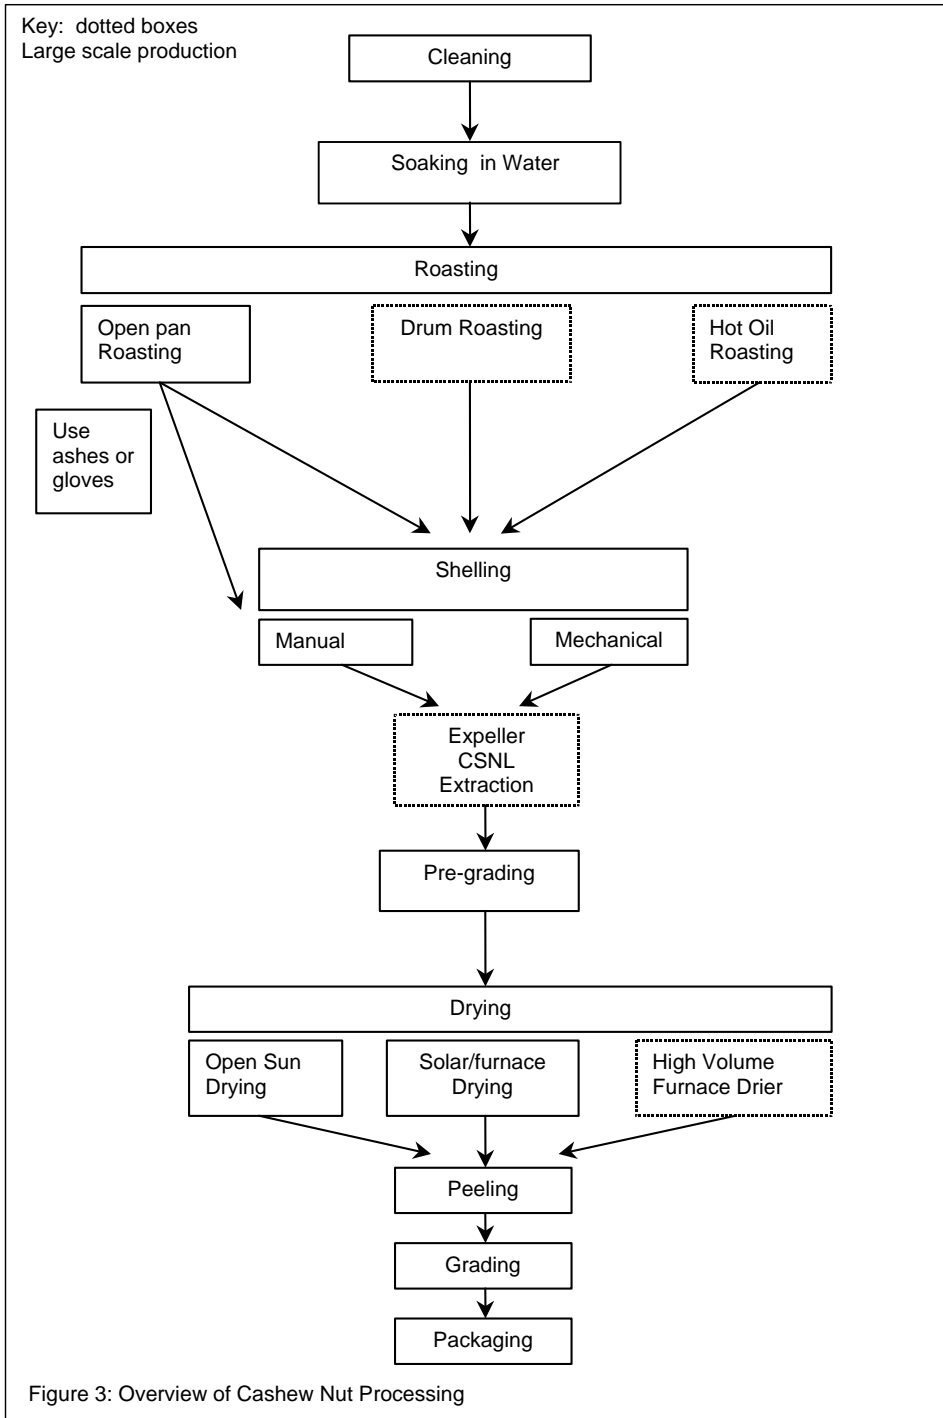 Key: dotted boxes
Large scale production
Cleaning
Soaking in Water
Roasting
Open pan
Roasting
Drum Roasting
Hot Oil
Roasting
Use
ashes or
gloves
Shelling
Manual
Mechanical
Expeller
CSNL
Extraction
Pre-grading
Drying
Open Sun
Drying
Solar/furnace
Drying
High Volume
Furnace Drier
Peeling
Grading
Packaging
Figure 3: Overview of Cashew Nut Processing